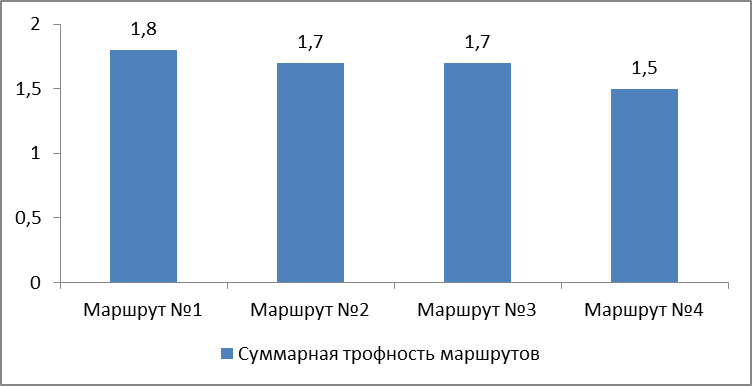 2
1,5
1
0,5
0
1,8
1,7
1,7
1,5
Маршрут №1
Маршрут №2
Маршрут №3
Маршрут №4
Суммарная трофность маршрутов